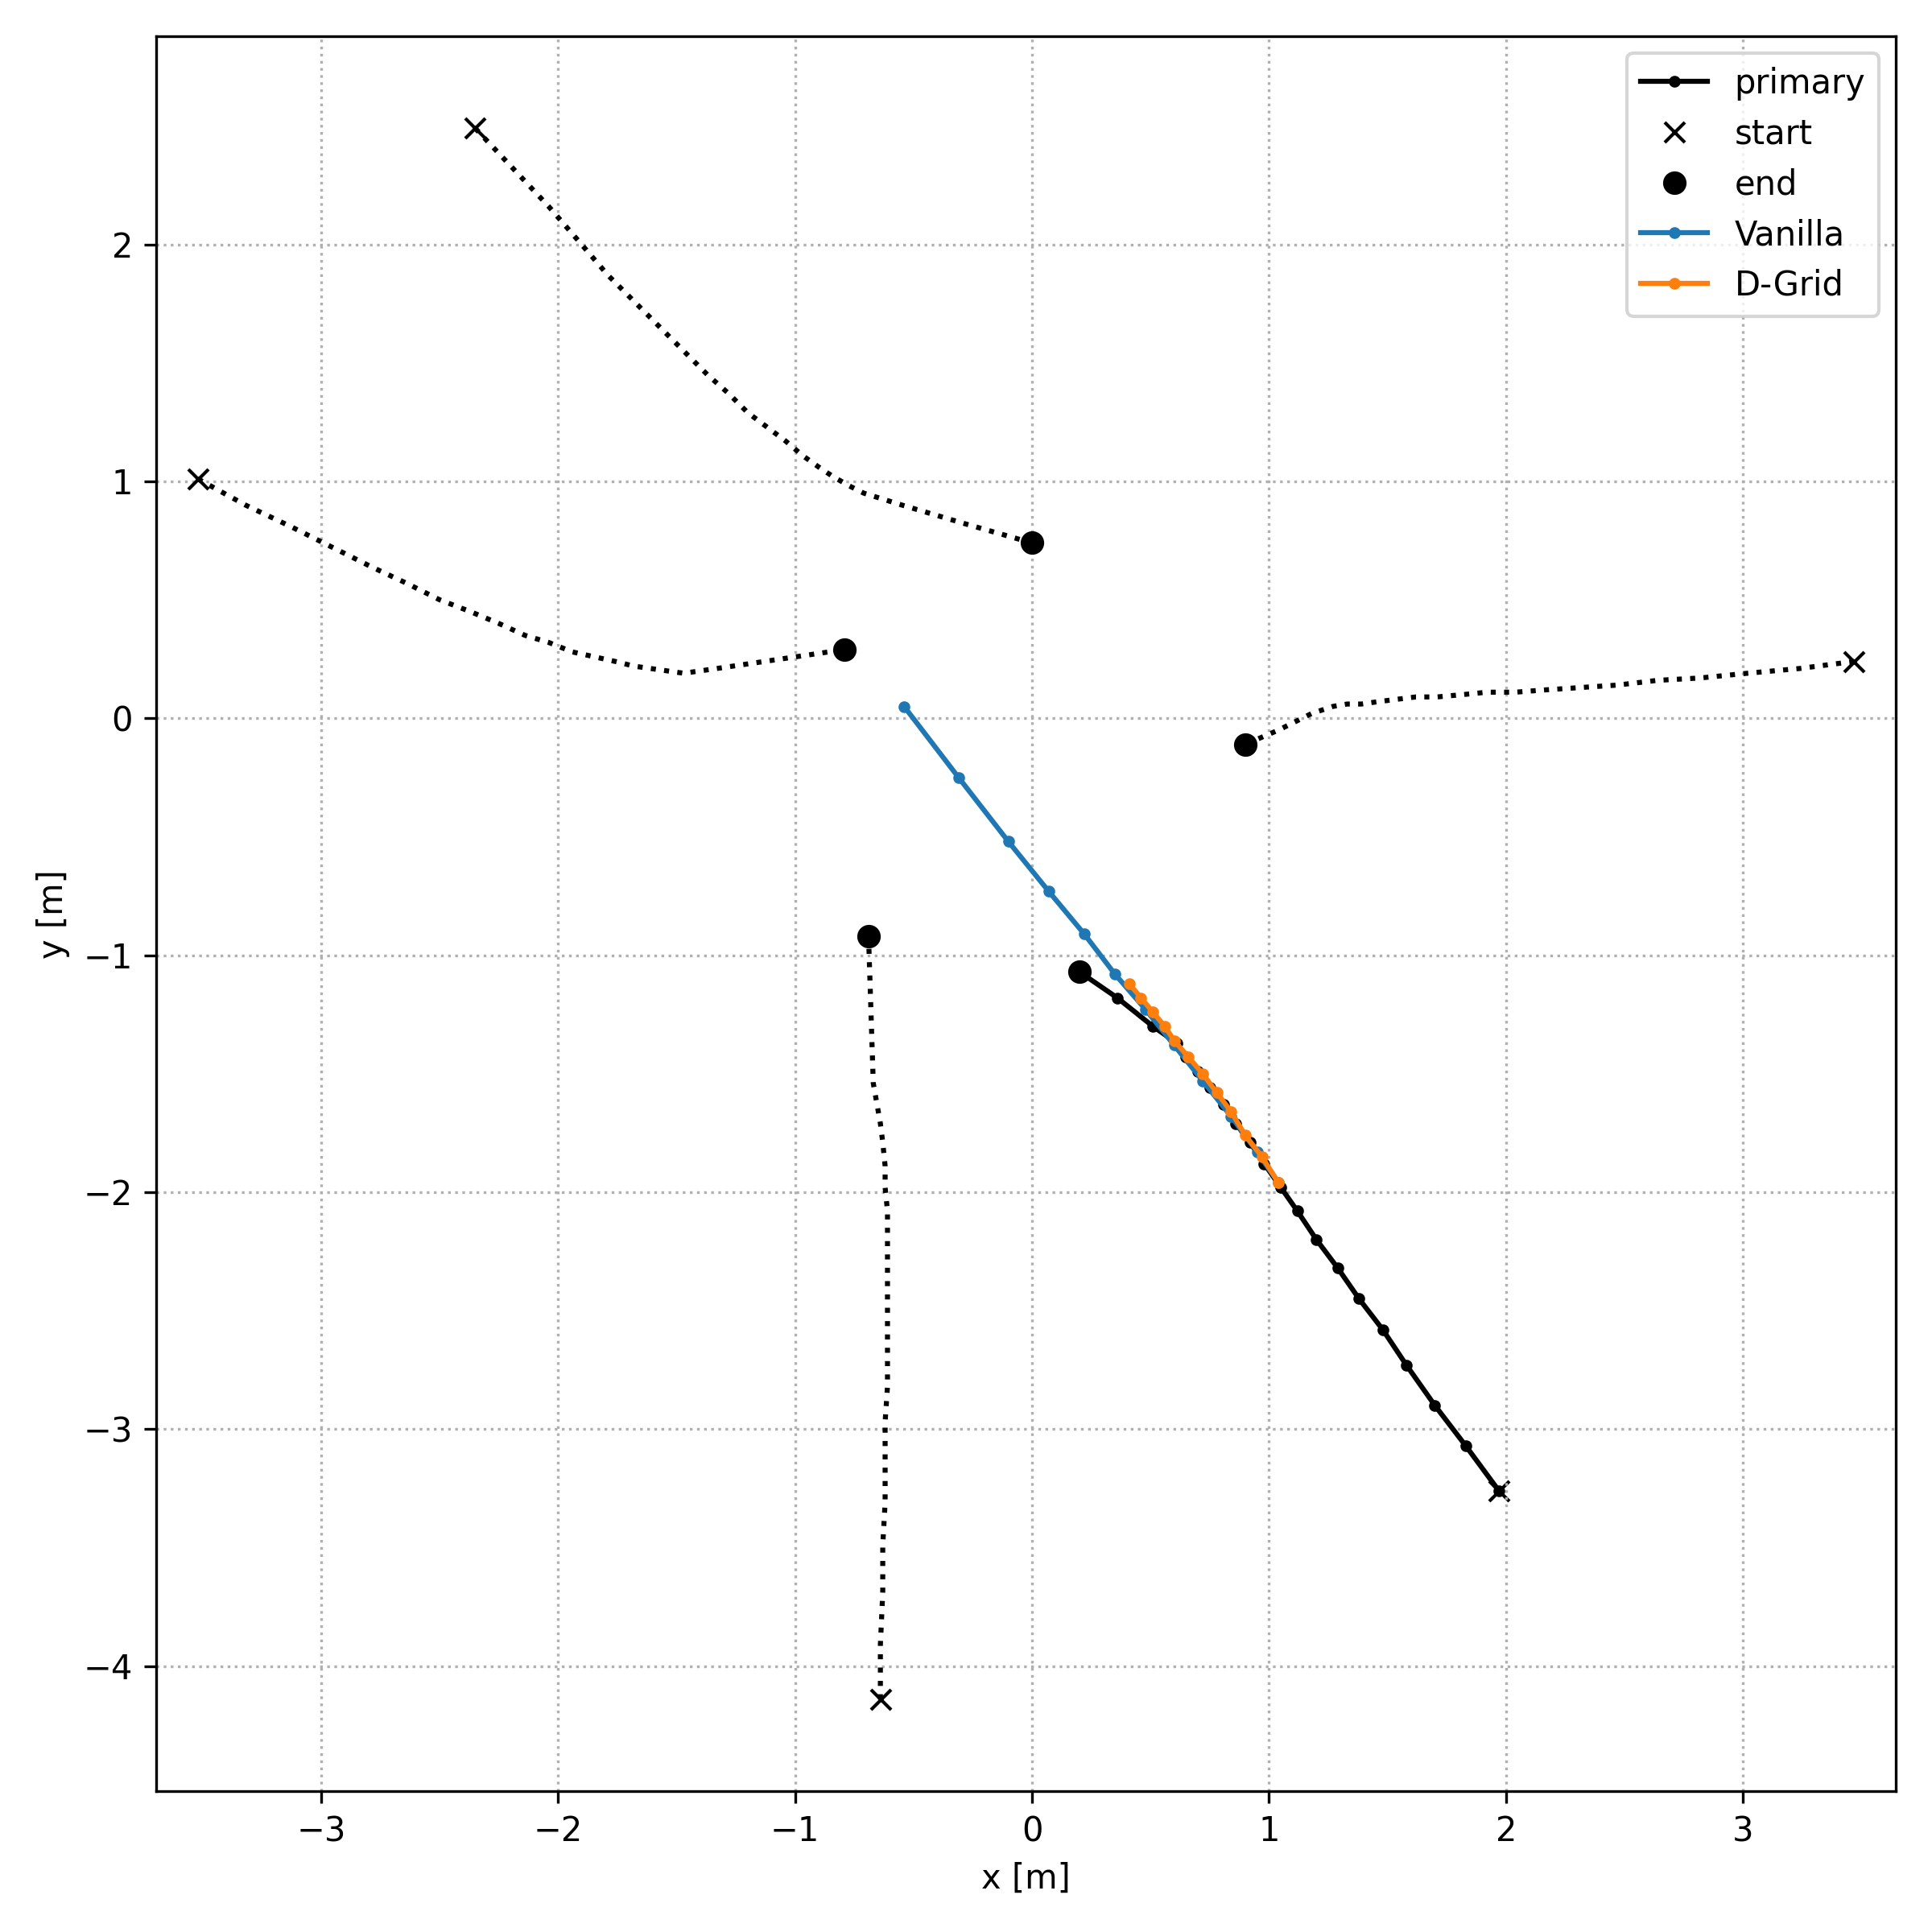 primary
start
end
Vanilla
D-Grid
2
1
0
−1
−2
−3
−4
y [m]
−3 −2 −1 0 1 2 3
x [m]